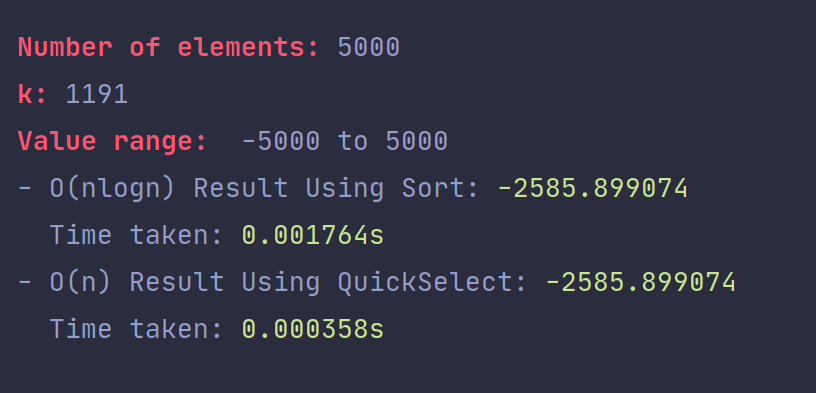 Number of elements: 5000
k: 1191
Value range:  -5000 to 5000
- O(nlogn) Result Using Sort: -2585.899074
  Time taken: 0.001764s
- O(n) Result Using QuickSelect: -2585.899074
  Time taken: 0.000358s